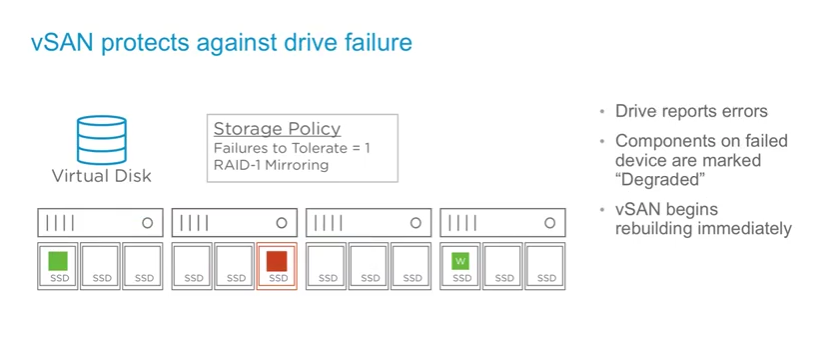 vSAN protects against drive failure
Virtual Disk
Storage Policy
Failures to Tolerate = 1
RAID-1 Mirroring
• Drive reports errors
• Components on failed
device are marked
“Degraded”
• vSAN begins
rebuilding immediately
W
SSD SSD SSD SSD SSD SSD SSD SSD SSD SSD SSD SSD